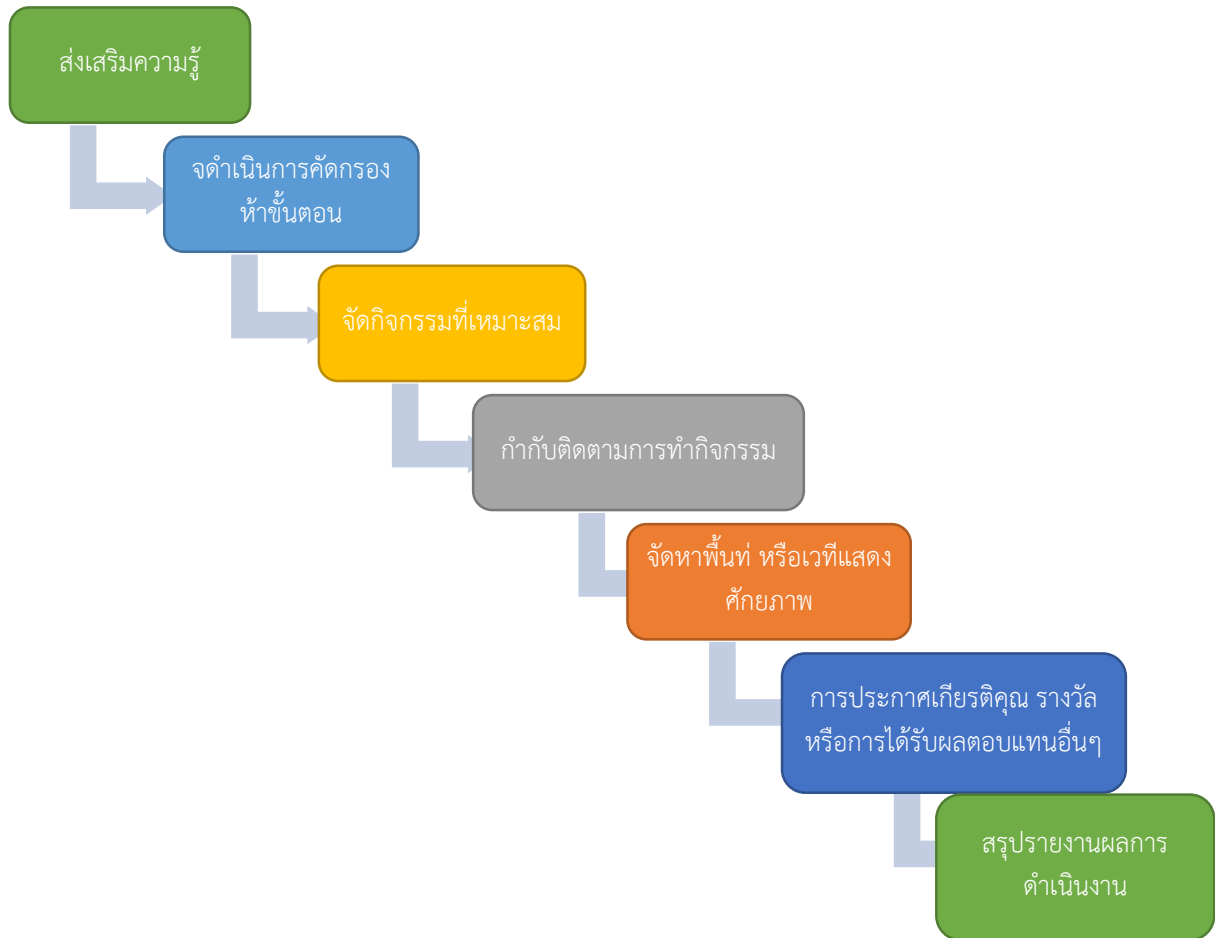 ส่งเสริมความรู้
จดำเนินการคัดกรอง
ห้าขั้นตอน
จัดกิจกรรมที่เหมาะสม
กำกับติดตามการทำกิจกรรม
จัดหาพื้นท่ หรือเวทีแสดง
ศักยภาพ
การประกาศเกียรติคุณ รางวัล
หรือการได้รับผลตอบแทนอื่นๆ
สรุปรายงานผลการ
ดำเนินงาน